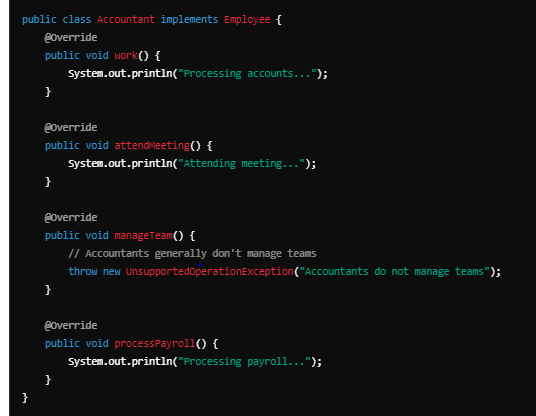 public class Accountant implements Employee {
    @Override
    public void work() {
        System.out.println("Processing accounts...");
    }

    @Override
    public void attendMeeting() {
        System.out.println("Attending meeting...");
    }

    @Override
    public void manageTeam() {
        // Accountants generally don't manage teams
        throw new UnsupportedOperationException("Accountants do not manage teams");
    }

    @Override
    public void processPayroll() {
        System.out.println("Processing payroll...");
    }
}